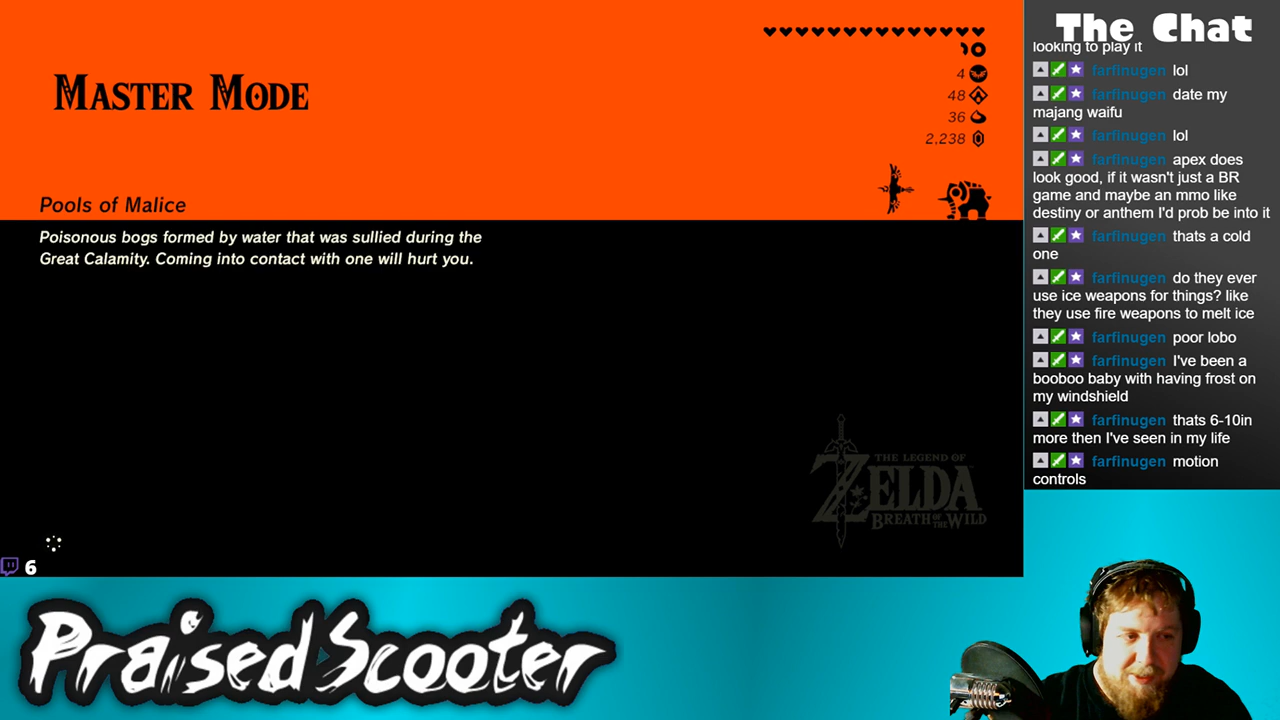 MASTER MODE
4
48
36
2,238
Pools of Malice
Poisonous bogs formed by water that was sullied during the
Great Calamity. Coming into contact with one will hurt you.
THE LEGEND OF
ZELDA
BREATH OF THE WILD
6
PraisedScooter
The Chat
looking to play it
farfinugen lol
farfinugen date my
majang waifu
farfinugen lol
farfinugen apex does
look good, if it wasn't just a BR
game and maybe an mmo like
destiny or anthem I'd prob be into it
farfinugen thats a cold
one
farfinugen do they ever
use ice weapons for things? like
they use fire weapons to melt ice
farfinugen poor lobo
farfinugen I've been a
booboo baby with having frost on
my windshield
farfinugen thats 6-10in
more then I've seen in my life
farfinugen motion
controls